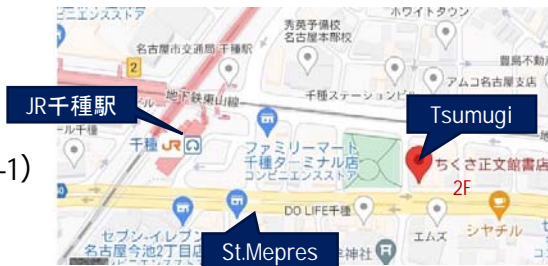 ホワイトタウン
ビニエンスストア
秀英予備校
名古屋本部校
名古屋市交通局 千種駅
豊島不動
2
アムコ名古屋支店
JR千種駅
地下鉄東山線
千種ステーションビル
Tsumugi
ール千種
千種 JR
ファミリーマート
千種ターミナル店
コンビニエンスストア
ちくさ正文館書店
-1)
2F
DO LIFE千種
エムズ
シヤチル
セブン-イレブン
名古屋今池2丁目店
St.Mepres
神社